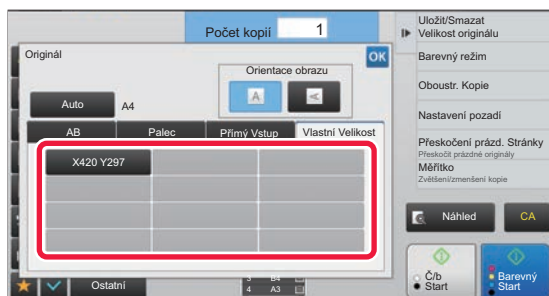 Počet kopií 1
Originál
OK
Orientace obrazu
A
A
Auto A4
AB Palec Přímý Vstup Vlastní Velikost
X420 Y297
Ostatní
4 A3
Uložit/Smazat
Velikost originálu
Barevný režim
Oboustr. Kopie
Nastavení pozadí
Přeskočení prázd. Stránky
Přeskočit prázdné originály
Měřítko
Zvětšení/zmenšení kopie
Náhled
CA
Č/b
Start
Barevný
Start